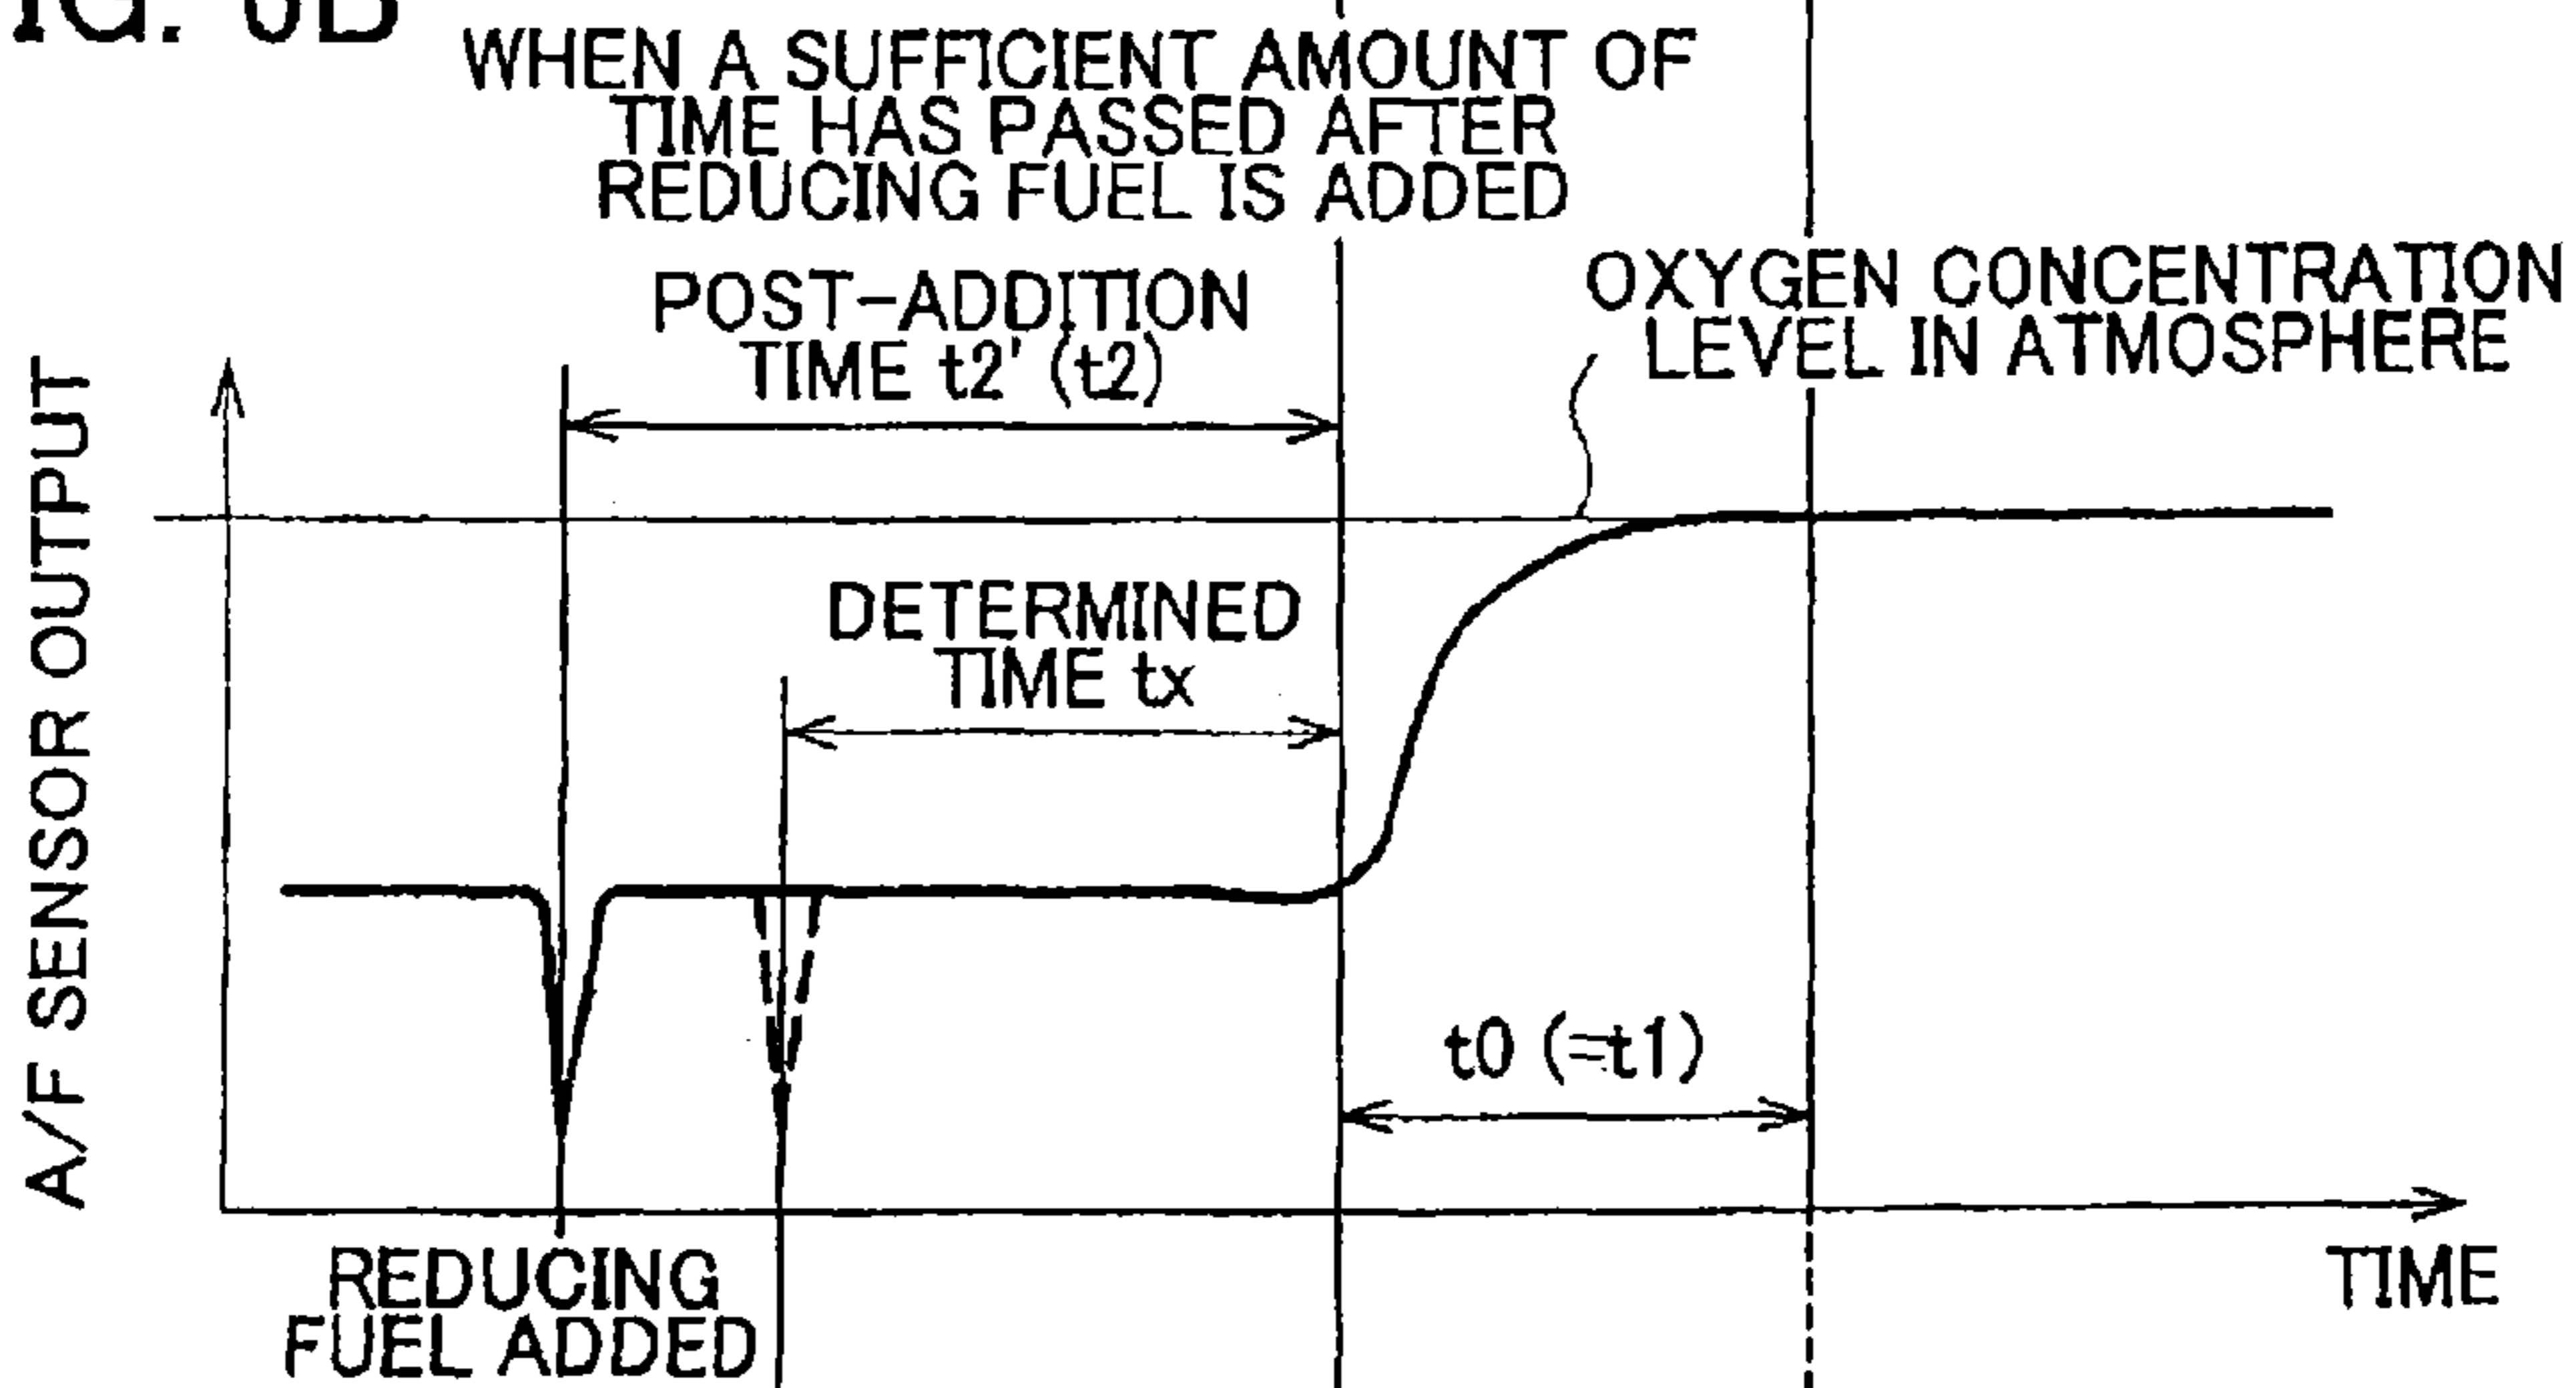 WHEN A SUFFICIENT AMOUNT OF
TIME HAS PASSED AFTER
REDUCING FUEL IS ADDED
POST-ADDITION
TIME t2' (t2)
OXYGEN CONCENTRATION
LEVEL IN ATMOSPHERE
A/F SENSOR OUTPUT
DETERMINED
TIME tx
t0 (=t1)
REDUCING
FUEL ADDED
TIME